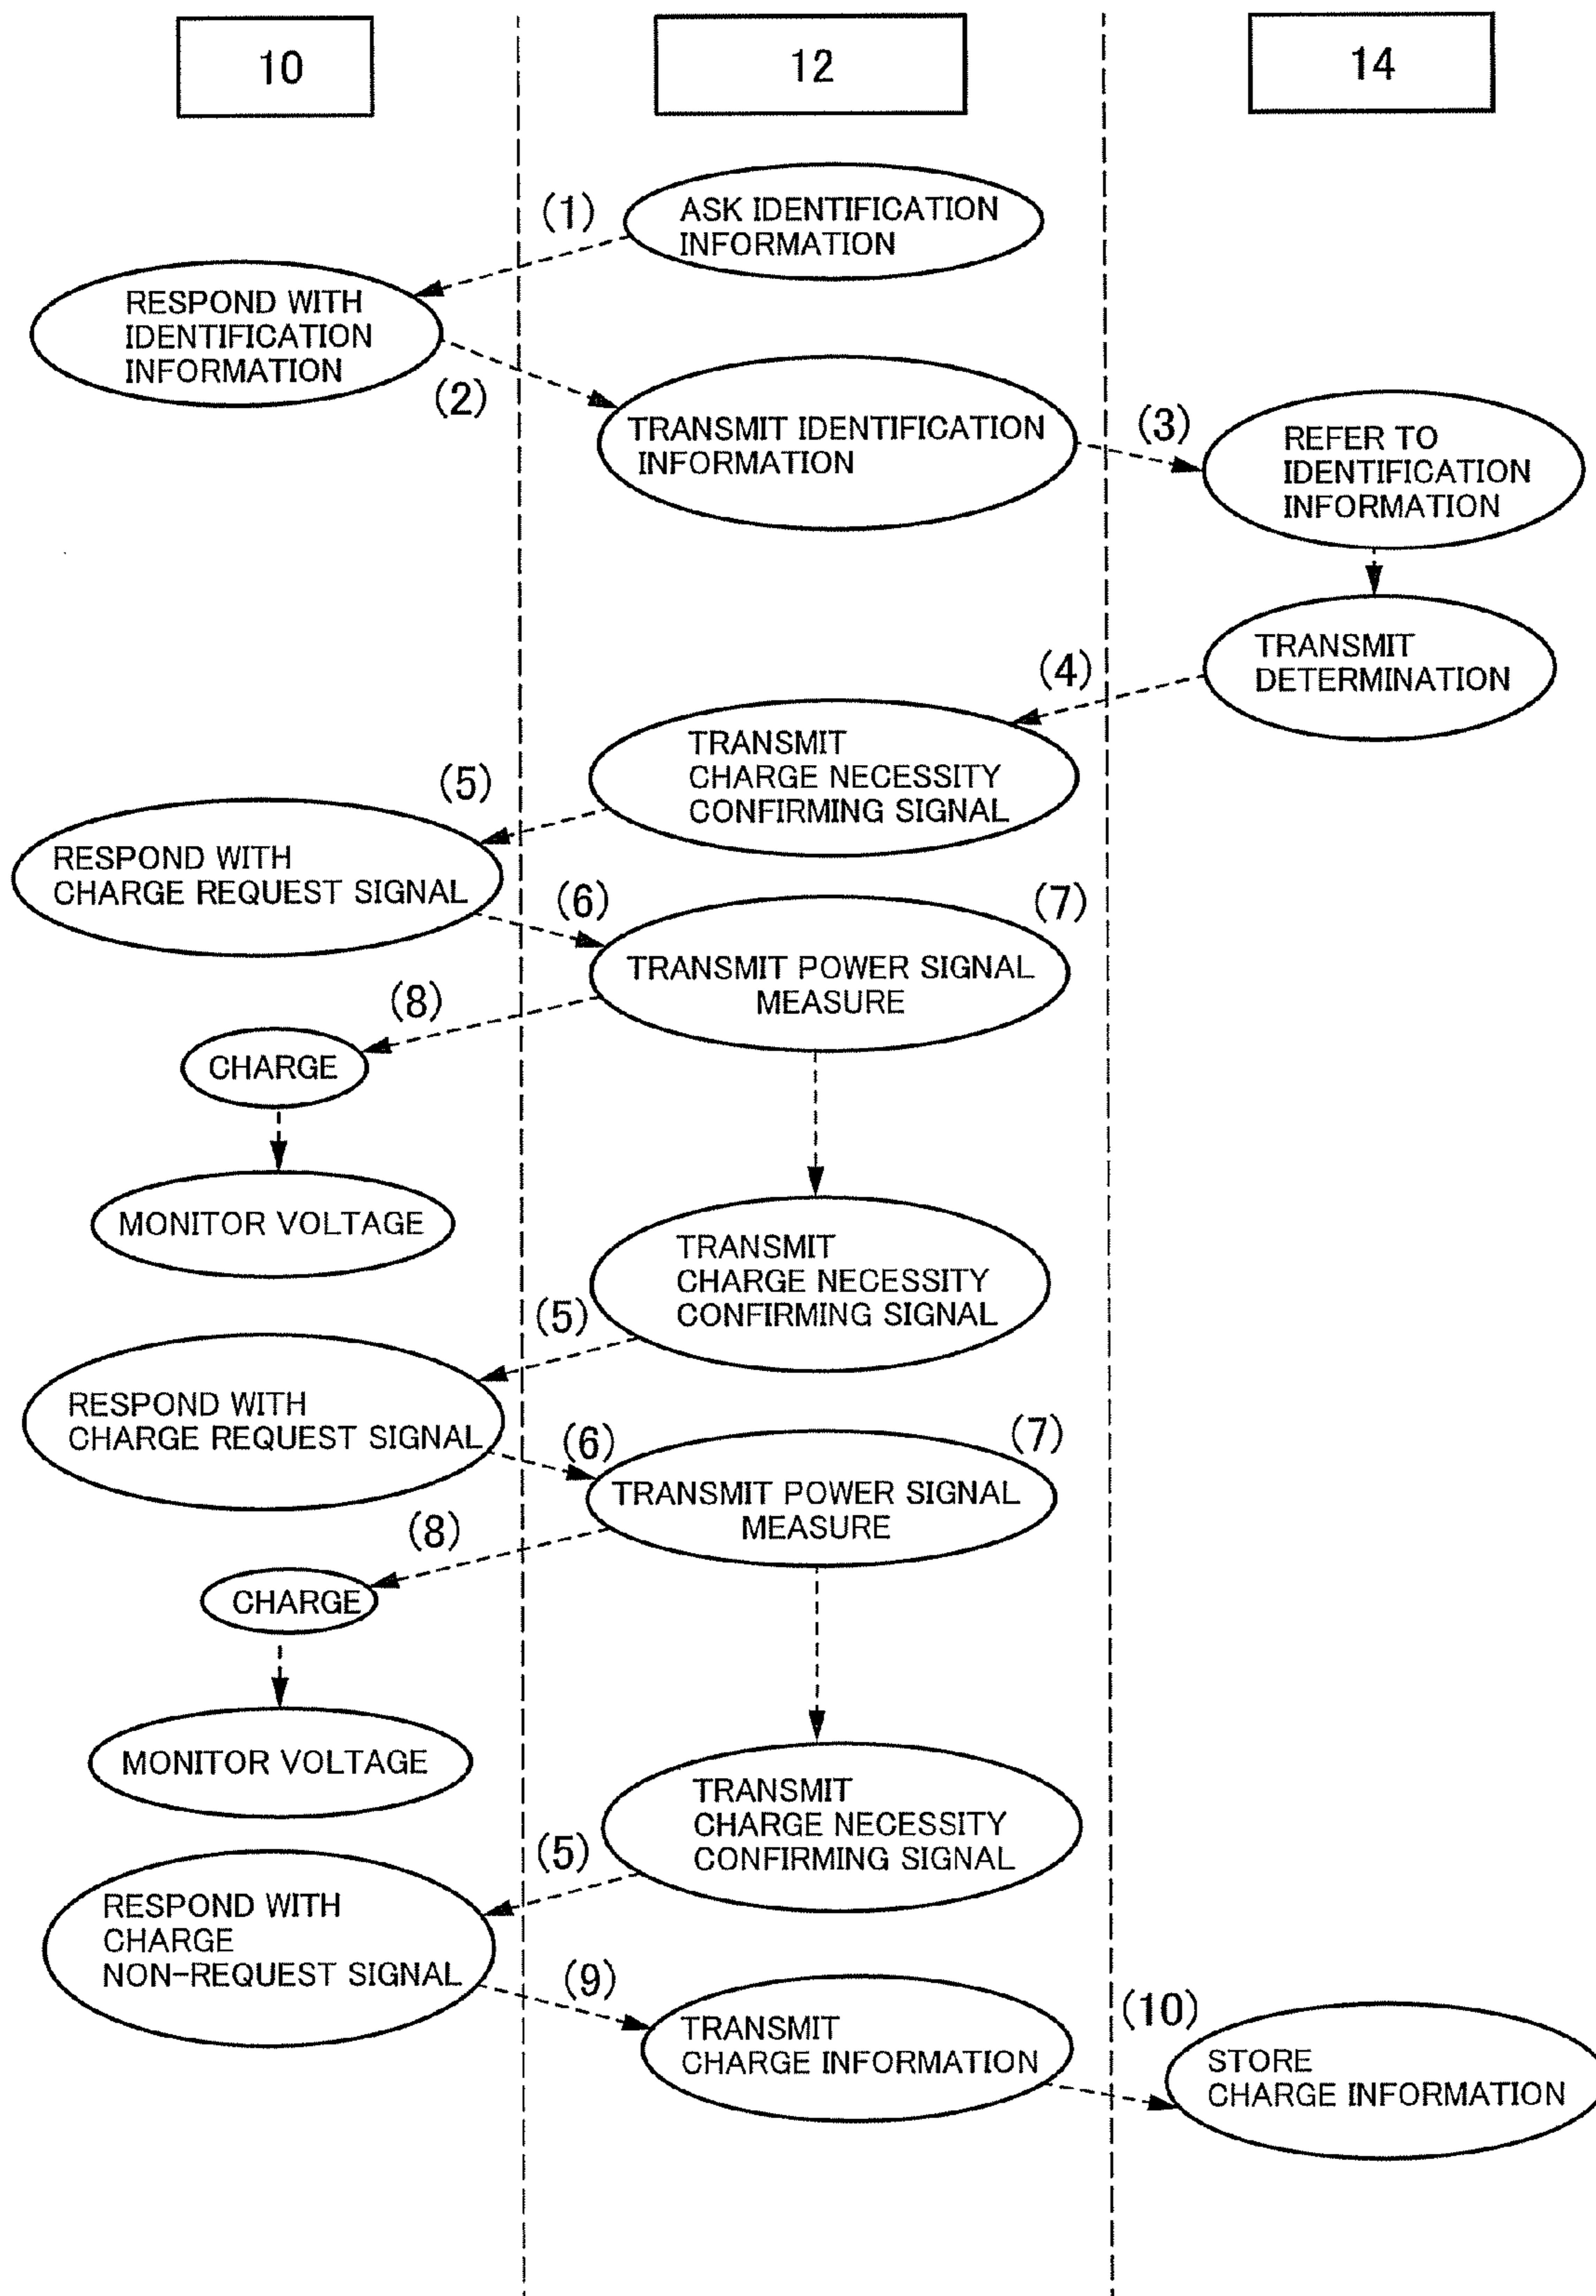 10
12
14
(1)
ASK IDENTIFICATION
INFORMATION
RESPOND WITH
IDENTIFICATION
INFORMATION
(2)
TRANSMIT IDENTIFICATION
INFORMATION
(3)
REFER TO
IDENTIFICATION
INFORMATION
TRANSMIT
DETERMINATION
(4)
TRANSMIT
CHARGE NECESSITY
CONFIRMING SIGNAL
(5)
RESPOND WITH
CHARGE REQUEST SIGNAL
(6)
(7)
TRANSMIT POWER SIGNAL
MEASURE
(8)
CHARGE
MONITOR VOLTAGE
TRANSMIT
CHARGE NECESSITY
CONFIRMING SIGNAL
(5)
RESPOND WITH
CHARGE REQUEST SIGNAL
(6)
(7)
TRANSMIT POWER SIGNAL
MEASURE
(8)
CHARGE
MONITOR VOLTAGE
TRANSMIT
CHARGE NECESSITY
CONFIRMING SIGNAL
(5)
RESPOND WITH
CHARGE
NON-REQUEST SIGNAL
(9)
TRANSMIT
CHARGE INFORMATION
(10)
STORE
CHARGE INFORMATION